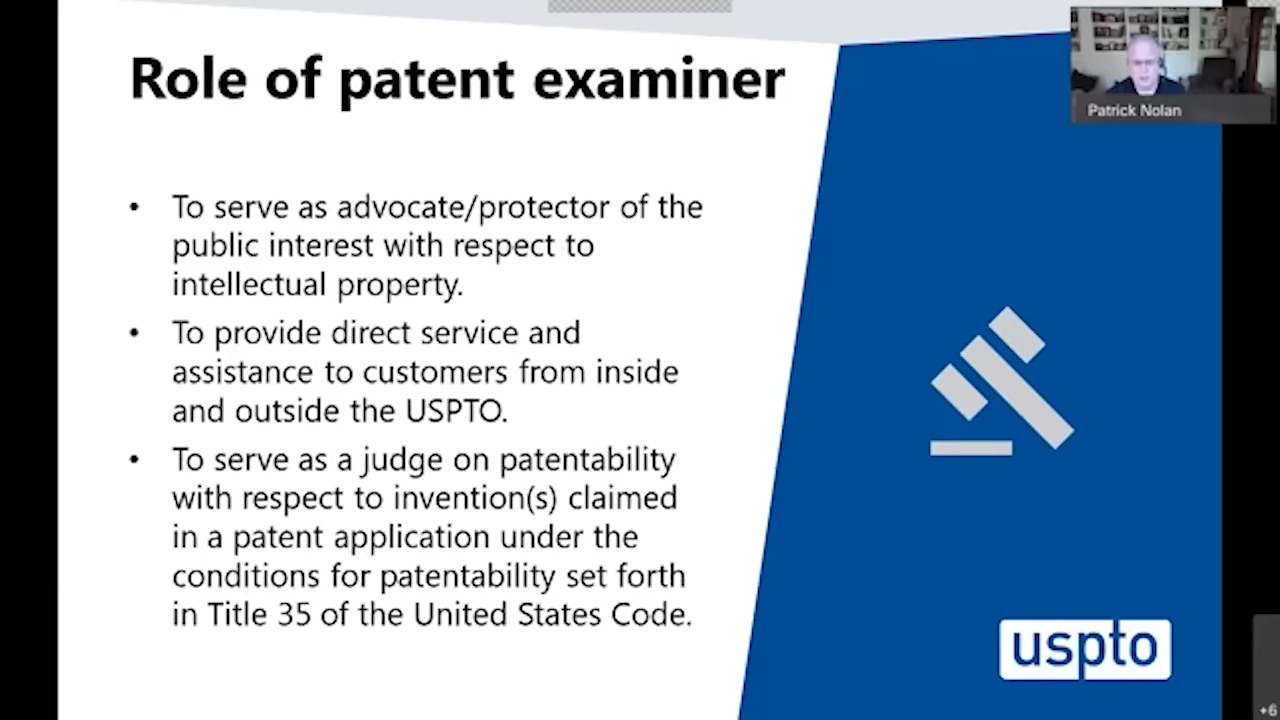 Role of patent examiner
Patrick Nolan
• To serve as advocate/protector of the
public interest with respect to
intellectual property.
• To provide direct service and
assistance to customers from inside
and outside the USPTO.
• To serve as a judge on patentability
with respect to invention(s) claimed
in a patent application under the
conditions for patentability set forth
in Title 35 of the United States Code.
uspto
+6